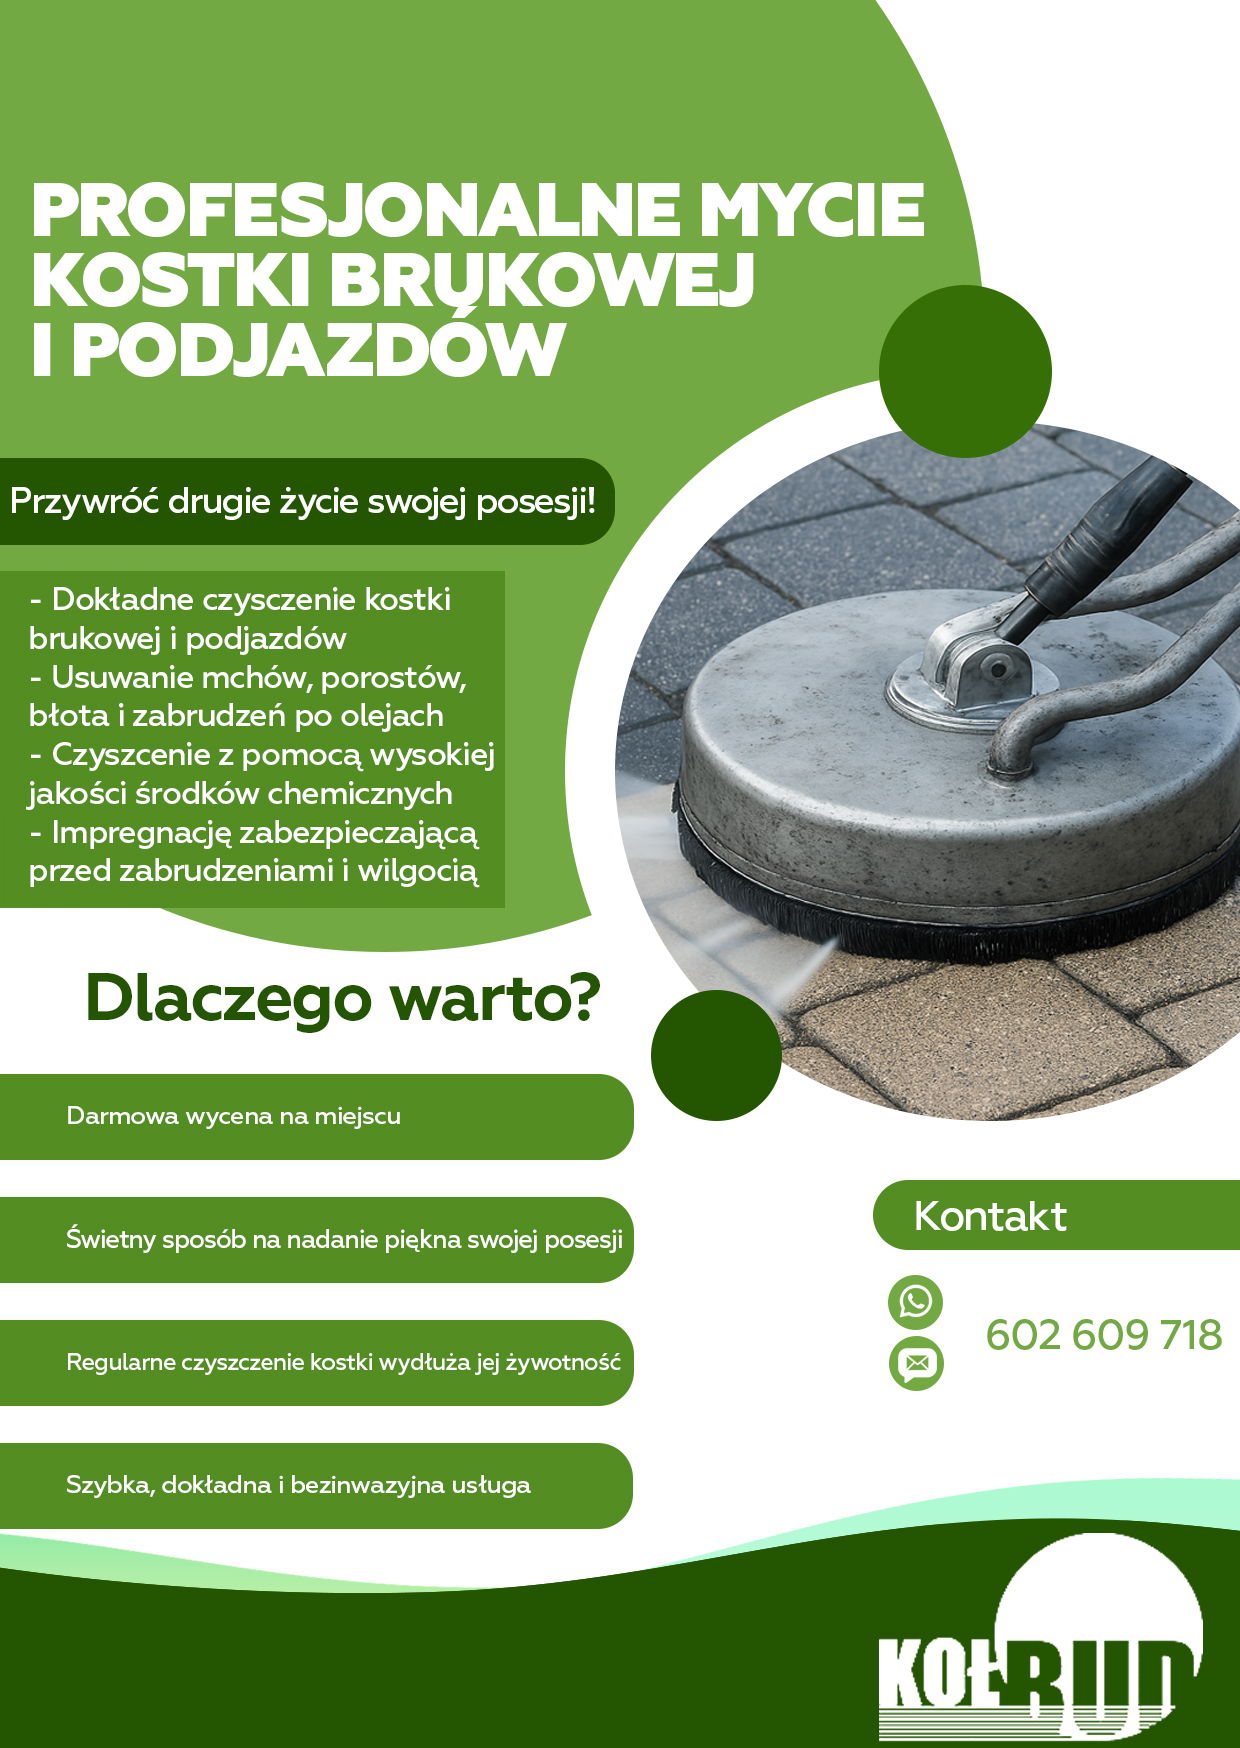 PROFESJONALNE MYCIE
KOSTKI BRUKOWEJ
I PODJAZDÓW
Przywróć drugie życie swojej posesji!
- Dokładne czysczenie kostki
brukowej i podjazdów
- Usuwanie mchów, porostów,
błota i zabrudzeń po olejach
- Czyszcenie z pomocą wysokiej
jakości środków chemicznych
- Impregnację zabezpieczającą
przed zabrudzeniami i wilgocią
Dlaczego warto?
Darmowa wycena na miejscu
Świetny sposób na nadanie piękna swojej posesji
Regularne czyszczenie kostki wydłuża jej żywotność
Szybka, dokładna i bezinwazyjna usługa
Kontakt
602 609 718
KOŁBUD